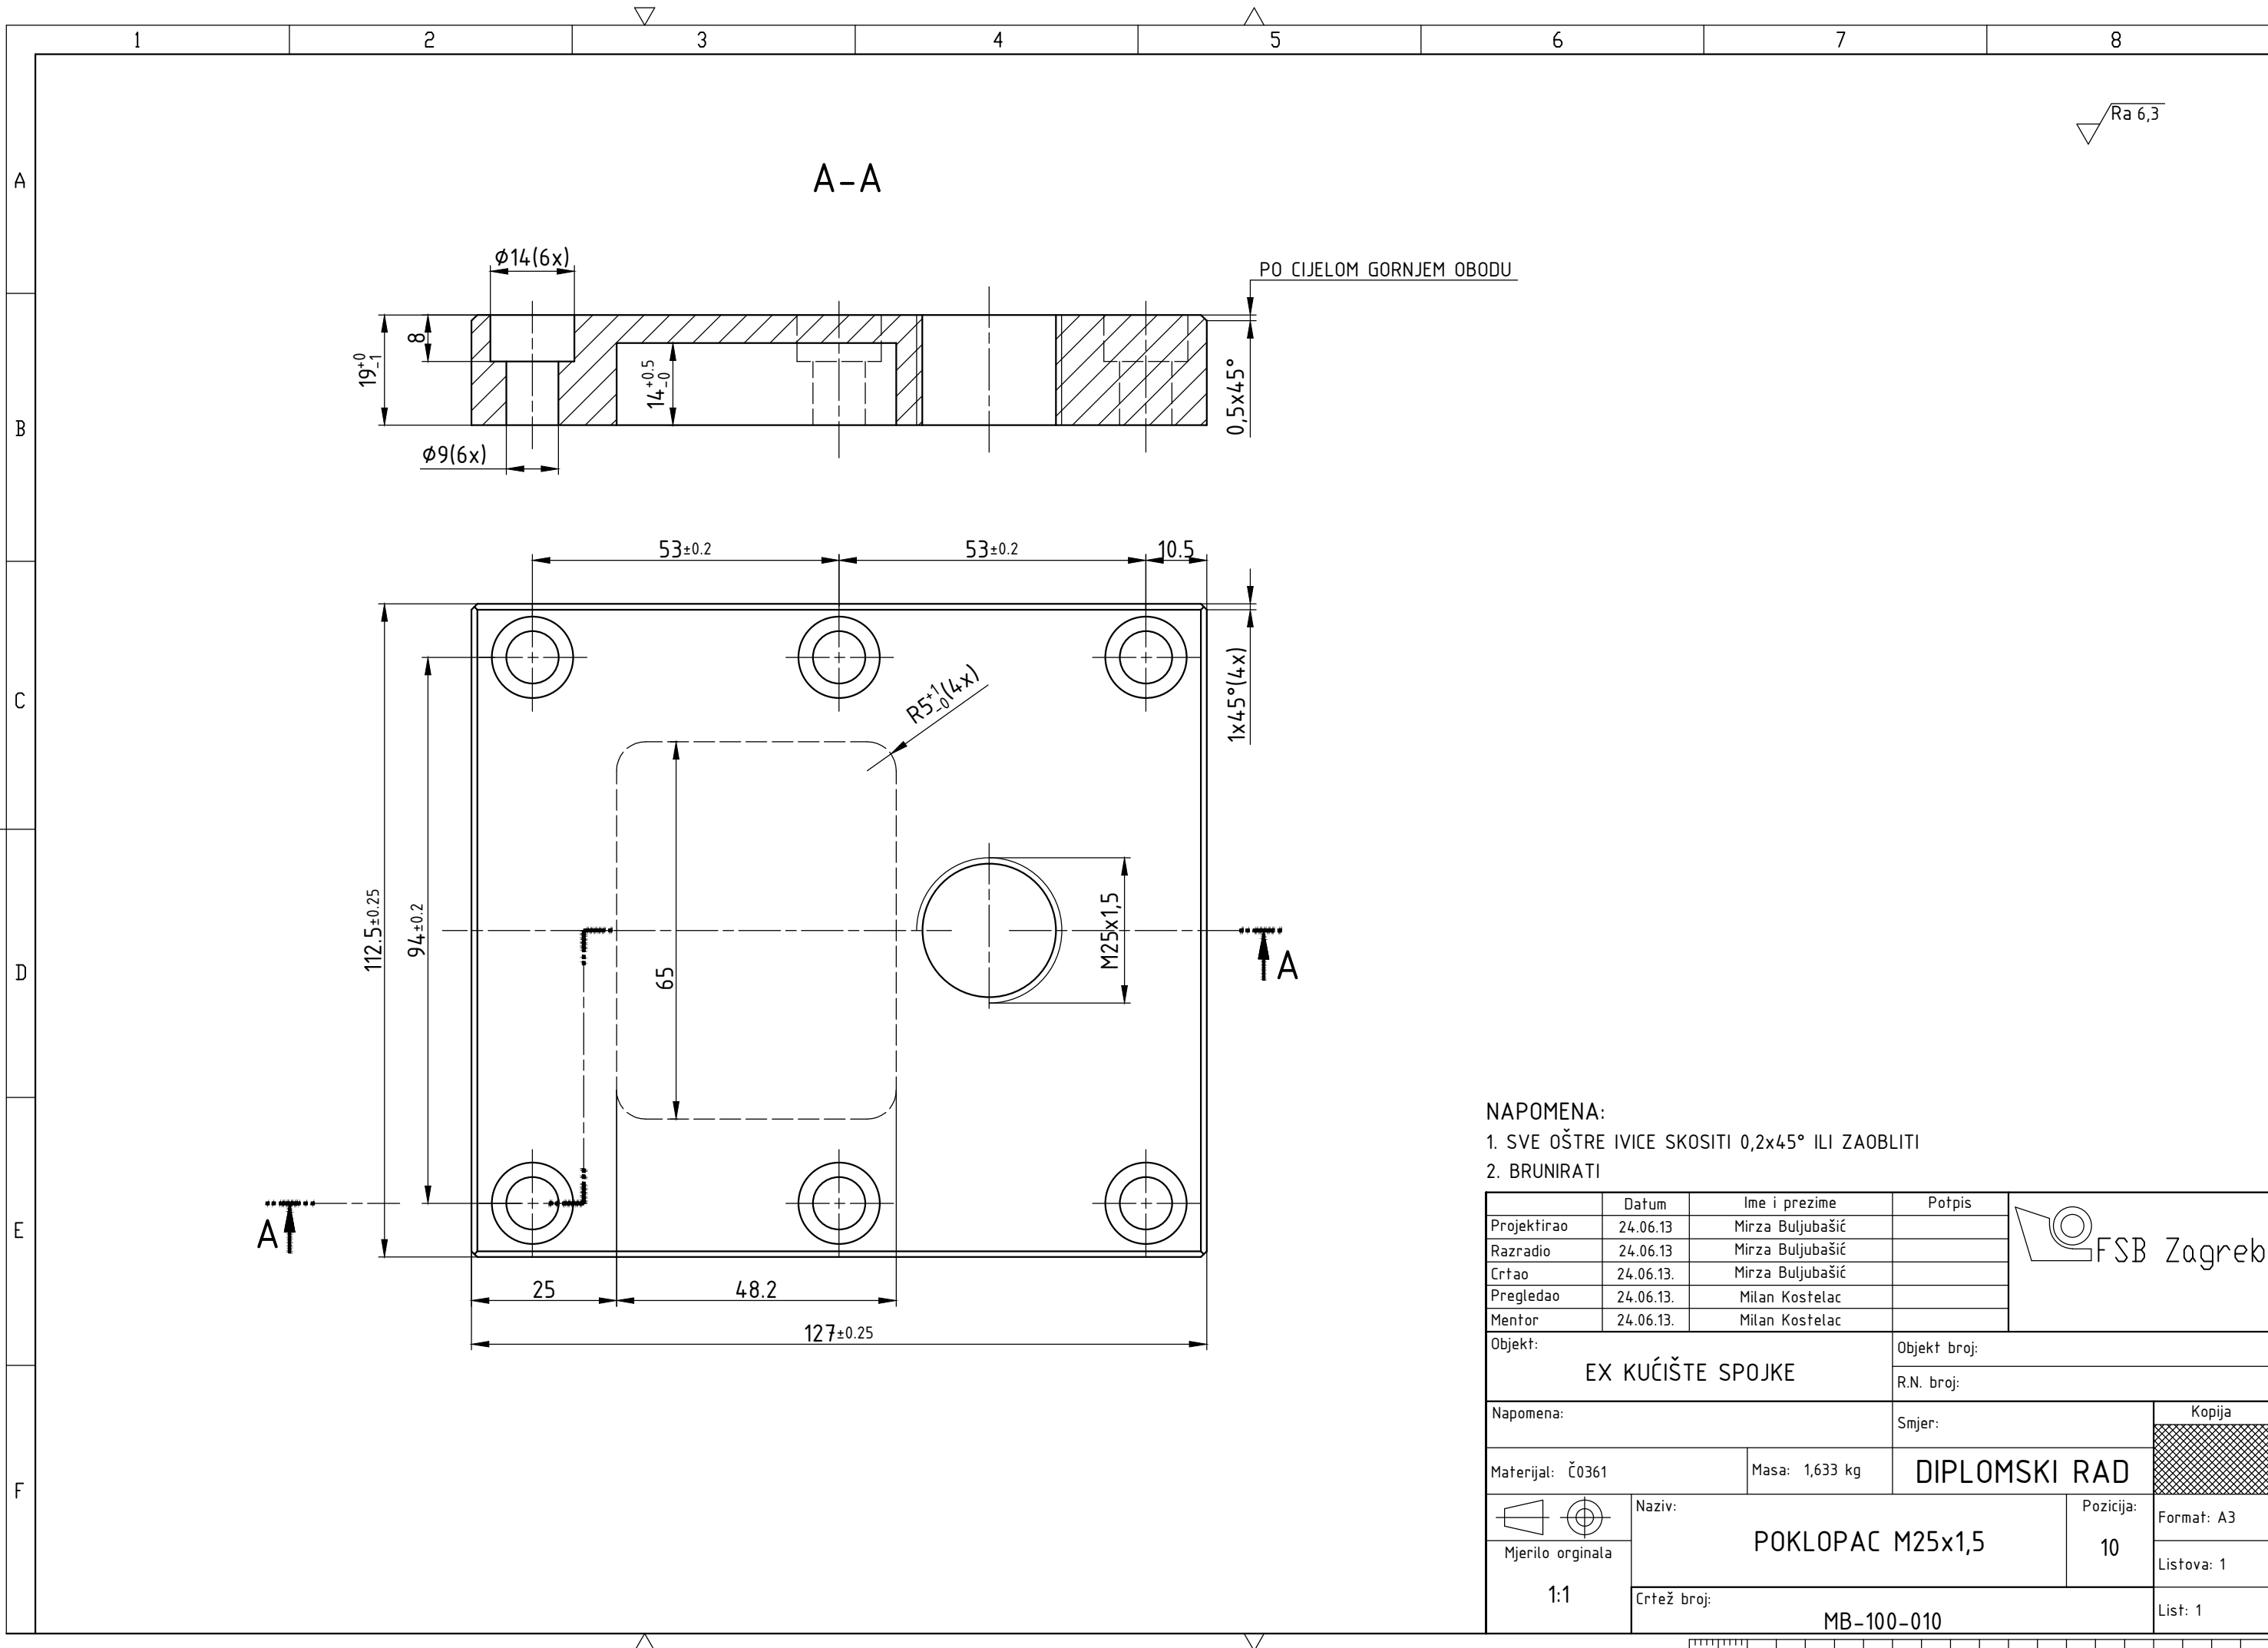 1 2 3 4 5 6 7 8
A
B
C
D
E
F
Ra 6,3
A-A
Ø14(6x)
PO CIJELOM GORNJEM OBODU
8
19 +0 -1
14 +0.5 -0
0,5x45°
Ø9(6x)
53±0.2
53±0.2
10.5
1x45°(4x)
R5 +1 -0 (4x)
112.5±0.25
94±0.2
65
M25x1,5
A
A
25
48.2
127±0.25
NAPOMENA:
1. SVE OŠTRE IVICE SKOSITI 0,2x45° ILI ZAOBLITI
2. BRUNIRATI
Datum Ime i prezime Potpis
Projektirao 24.06.13 Mirza Buljubašić
Razradio 24.06.13 Mirza Buljubašić
Crtao 24.06.13. Mirza Buljubašić
Pregledao 24.06.13. Milan Kostelac
Mentor 24.06.13. Milan Kostelac
FSB Zagreb
Objekt:
EX KUĆIŠTE SPOJKE
Objekt broj:
R.N. broj:
Napomena:
Smjer:
Kopija
Materijal: Č0361
Masa: 1,633 kg
DIPLOMSKI RAD
Naziv:
POKLOPAC M25x1,5
Pozicija:
10
Format: A3
Mjerilo orginala
1:1
Listova: 1
Crtež broj:
MB-100-010
List: 1